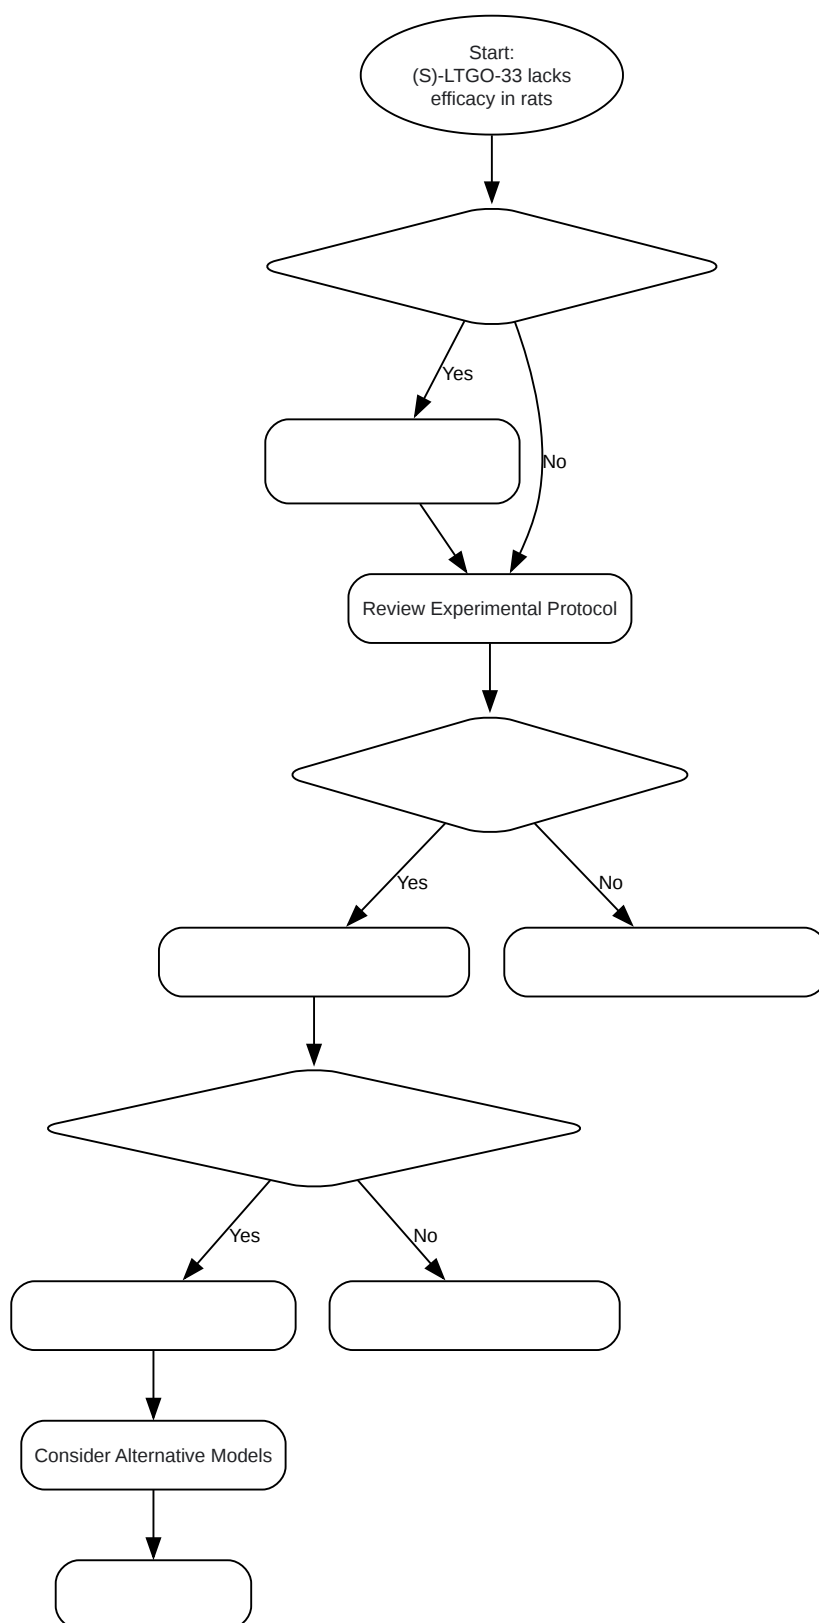 Start:
(S)-LTGO-33 lacks
efficacy in rats
Yes
No
Review Experimental Protocol
Yes
No
Yes
No
Consider Alternative Models